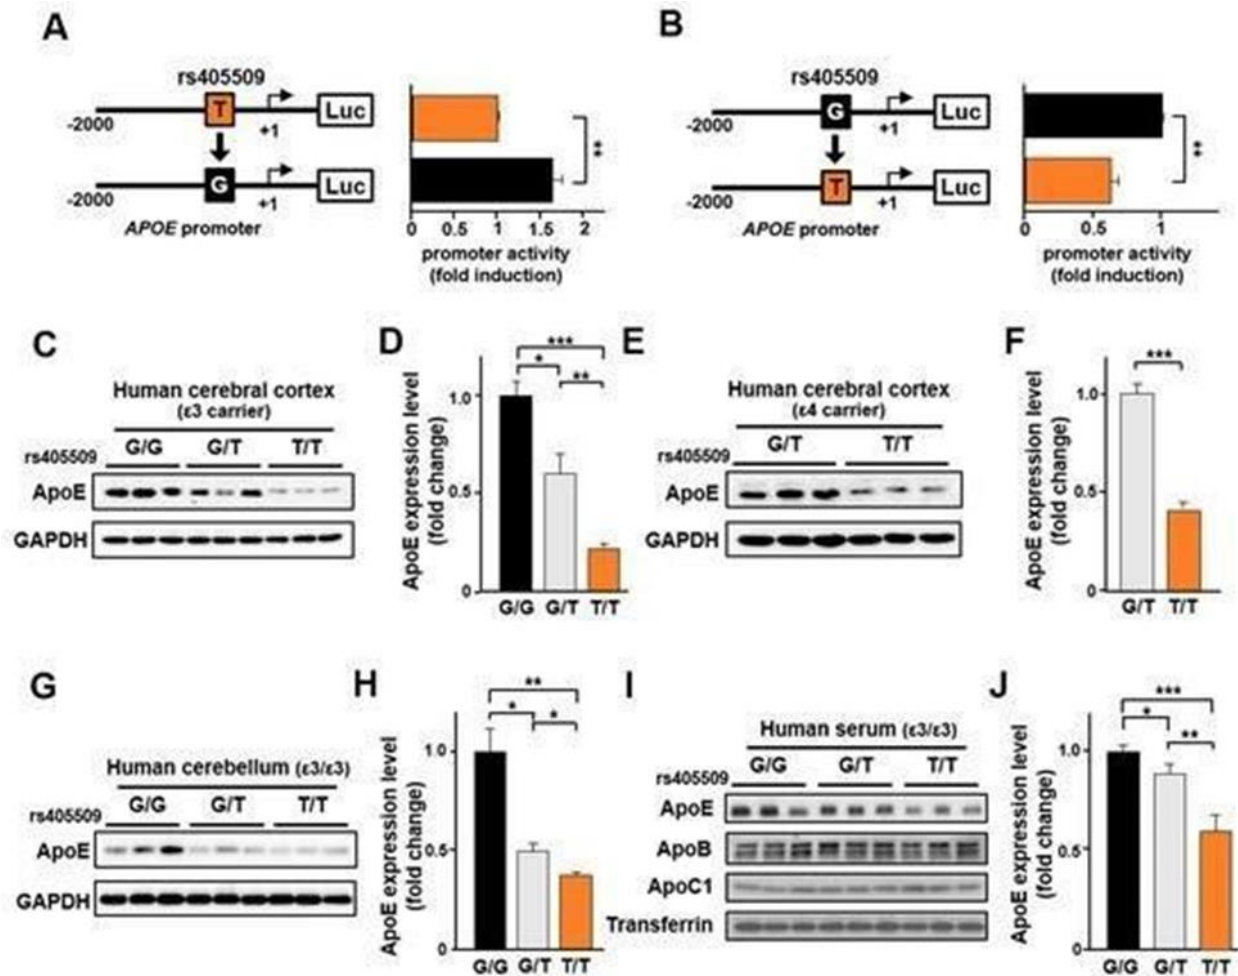 A
rs405509
T
Luc
-2000
+1
G
Luc
-2000
+1
APOE promoter
**
0 0.5 1 1.5 2
promoter activity
(fold induction)
B
rs405509
G
Luc
-2000
+1
T
Luc
-2000
+1
APOE promoter
**
0 0.5 1
promoter activity
(fold induction)
C
Human cerebral cortex
(ε3 carrier)
G/G G/T T/T
rs405509
ApoE
GAPDH
D
ApoE expression level
(fold change)
***
* **
1.0
0.5
0
G/G G/T T/T
E
Human cerebral cortex
(ε4 carrier)
G/T T/T
rs405509
ApoE
GAPDH
F
ApoE expression level
(fold change)
***
1.0
0.5
0
G/T T/T
G
Human cerebellum (ε3/ε3)
G/G G/T T/T
rs405509
ApoE
GAPDH
H
ApoE expression level
(fold change)
**
* *
1.0
0.5
0
G/G G/T T/T
I
Human serum (ε3/ε3)
G/G G/T T/T
rs405509
ApoE
ApoB
ApoC1
Transferrin
J
ApoE expression level
(fold change)
***
* **
1.0
0.5
0
G/G G/T T/T